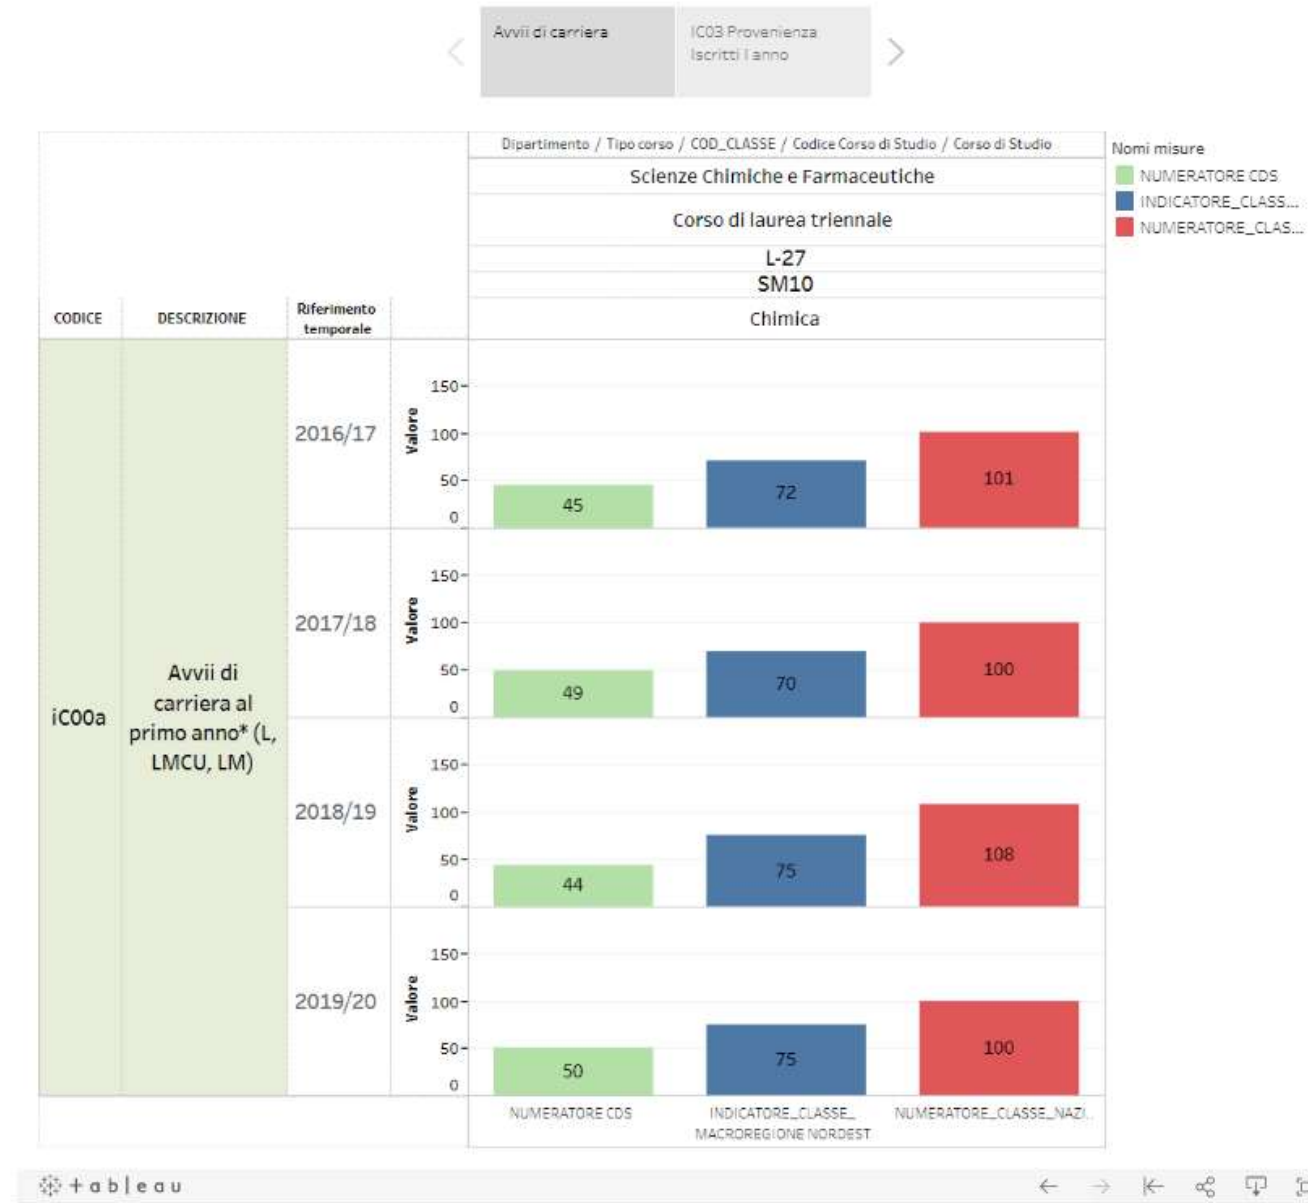 Avvii di carriera
IC03 Provenienza
Iscritti I anno
Dipartimento / Tipo corso / COD_CLASSE / Codice Corso di Studio / Corso di Studio
Nomi misure
NUMERATORE CDS
INDICATORE_CLASS...
NUMERATORE_CLAS...
Scienze Chimiche e Farmaceutiche
Corso di laurea triennale
L-27
SM10
CODICE
DESCRIZIONE
Riferimento
temporale
Chimica
iC00a
Avvii di
carriera al
primo anno* (L,
LMCU, LM)
2016/17
Valore
150
100
50
0
45
72
101
2017/18
Valore
150
100
50
0
49
70
100
2018/19
Valore
150
100
50
0
44
75
108
2019/20
Valore
150
100
50
0
50
75
100
NUMERATORE CDS
INDICATORE_CLASSE_
MACROREGIONE NORDEST
NUMERATORE_CLASSE_NAZI..
+ableau